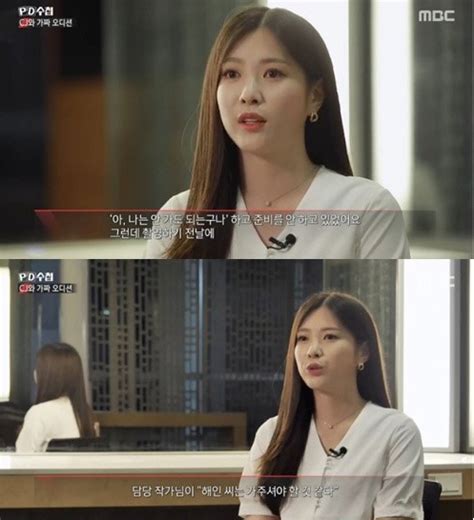 PD수첩
와 가짜 오디션
MBC
'아, 나는 안 가도 되는구나' 하고 준비를 안 하고 있었어요
그런데 촬영하기 전날에
PD수첩
와 가짜 오디션
MBC
담당 작가님이 "해인 씨는 가주셔야 할 것 같다"